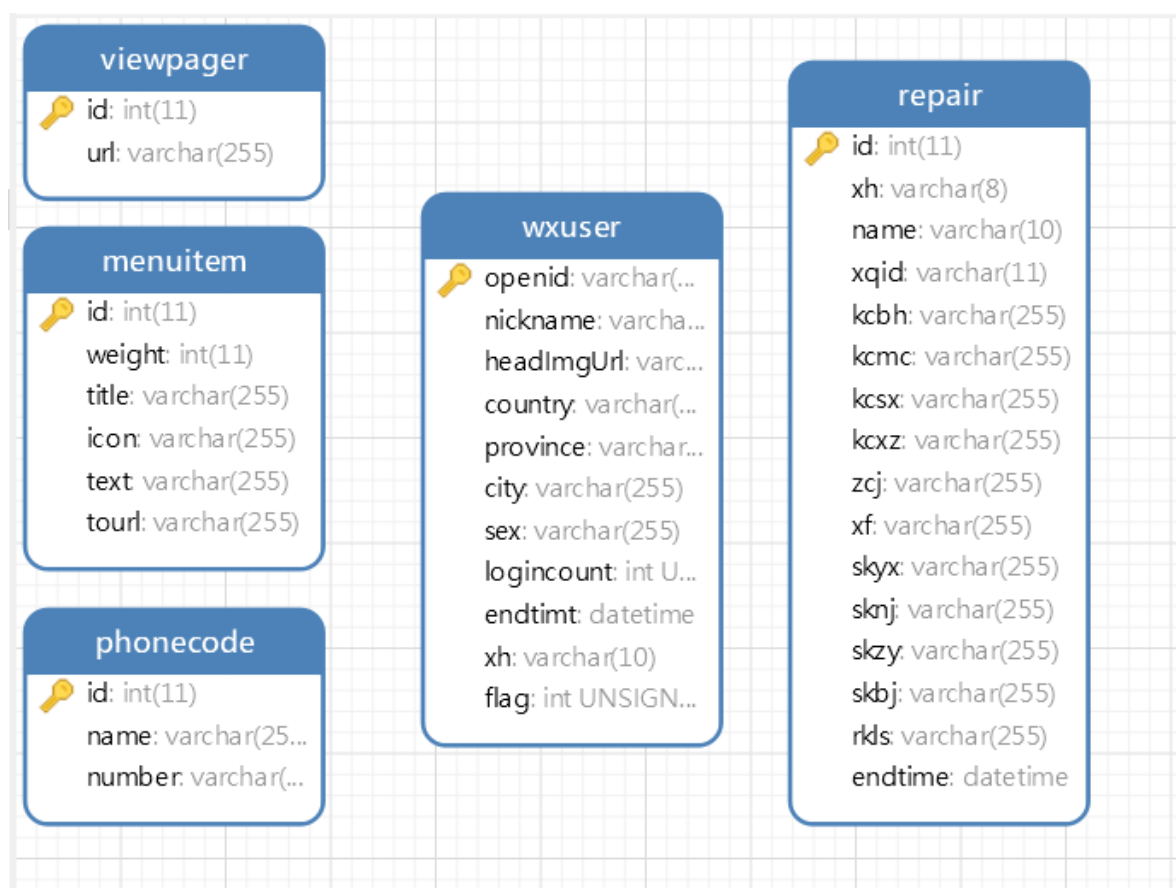 viewpager
id: int(11)
url: varchar(255)
menuitem
id: int(11)
weight: int(11)
title: varchar(255)
icon: varchar(255)
text: varchar(255)
tourl: varchar(255)
phonecode
id: int(11)
name: varchar(25...
number: varchar(...
wxuser
openid: varchar(...
nickname: varcha...
headImgUrl: varc...
country: varchar(...
province: varchar...
city: varchar(255)
sex: varchar(255)
logincount: int U...
endtimt: datetime
xh: varchar(10)
flag: int UNSIGN...
repair
id: int(11)
xh: varchar(8)
name: varchar(10)
xqid: varchar(11)
kcbh: varchar(255)
kcmc: varchar(255)
kcsx: varchar(255)
kcxz: varchar(255)
zcj: varchar(255)
xf: varchar(255)
skyx: varchar(255)
sknj: varchar(255)
skzy: varchar(255)
skbj: varchar(255)
rkls: varchar(255)
endtime: datetime